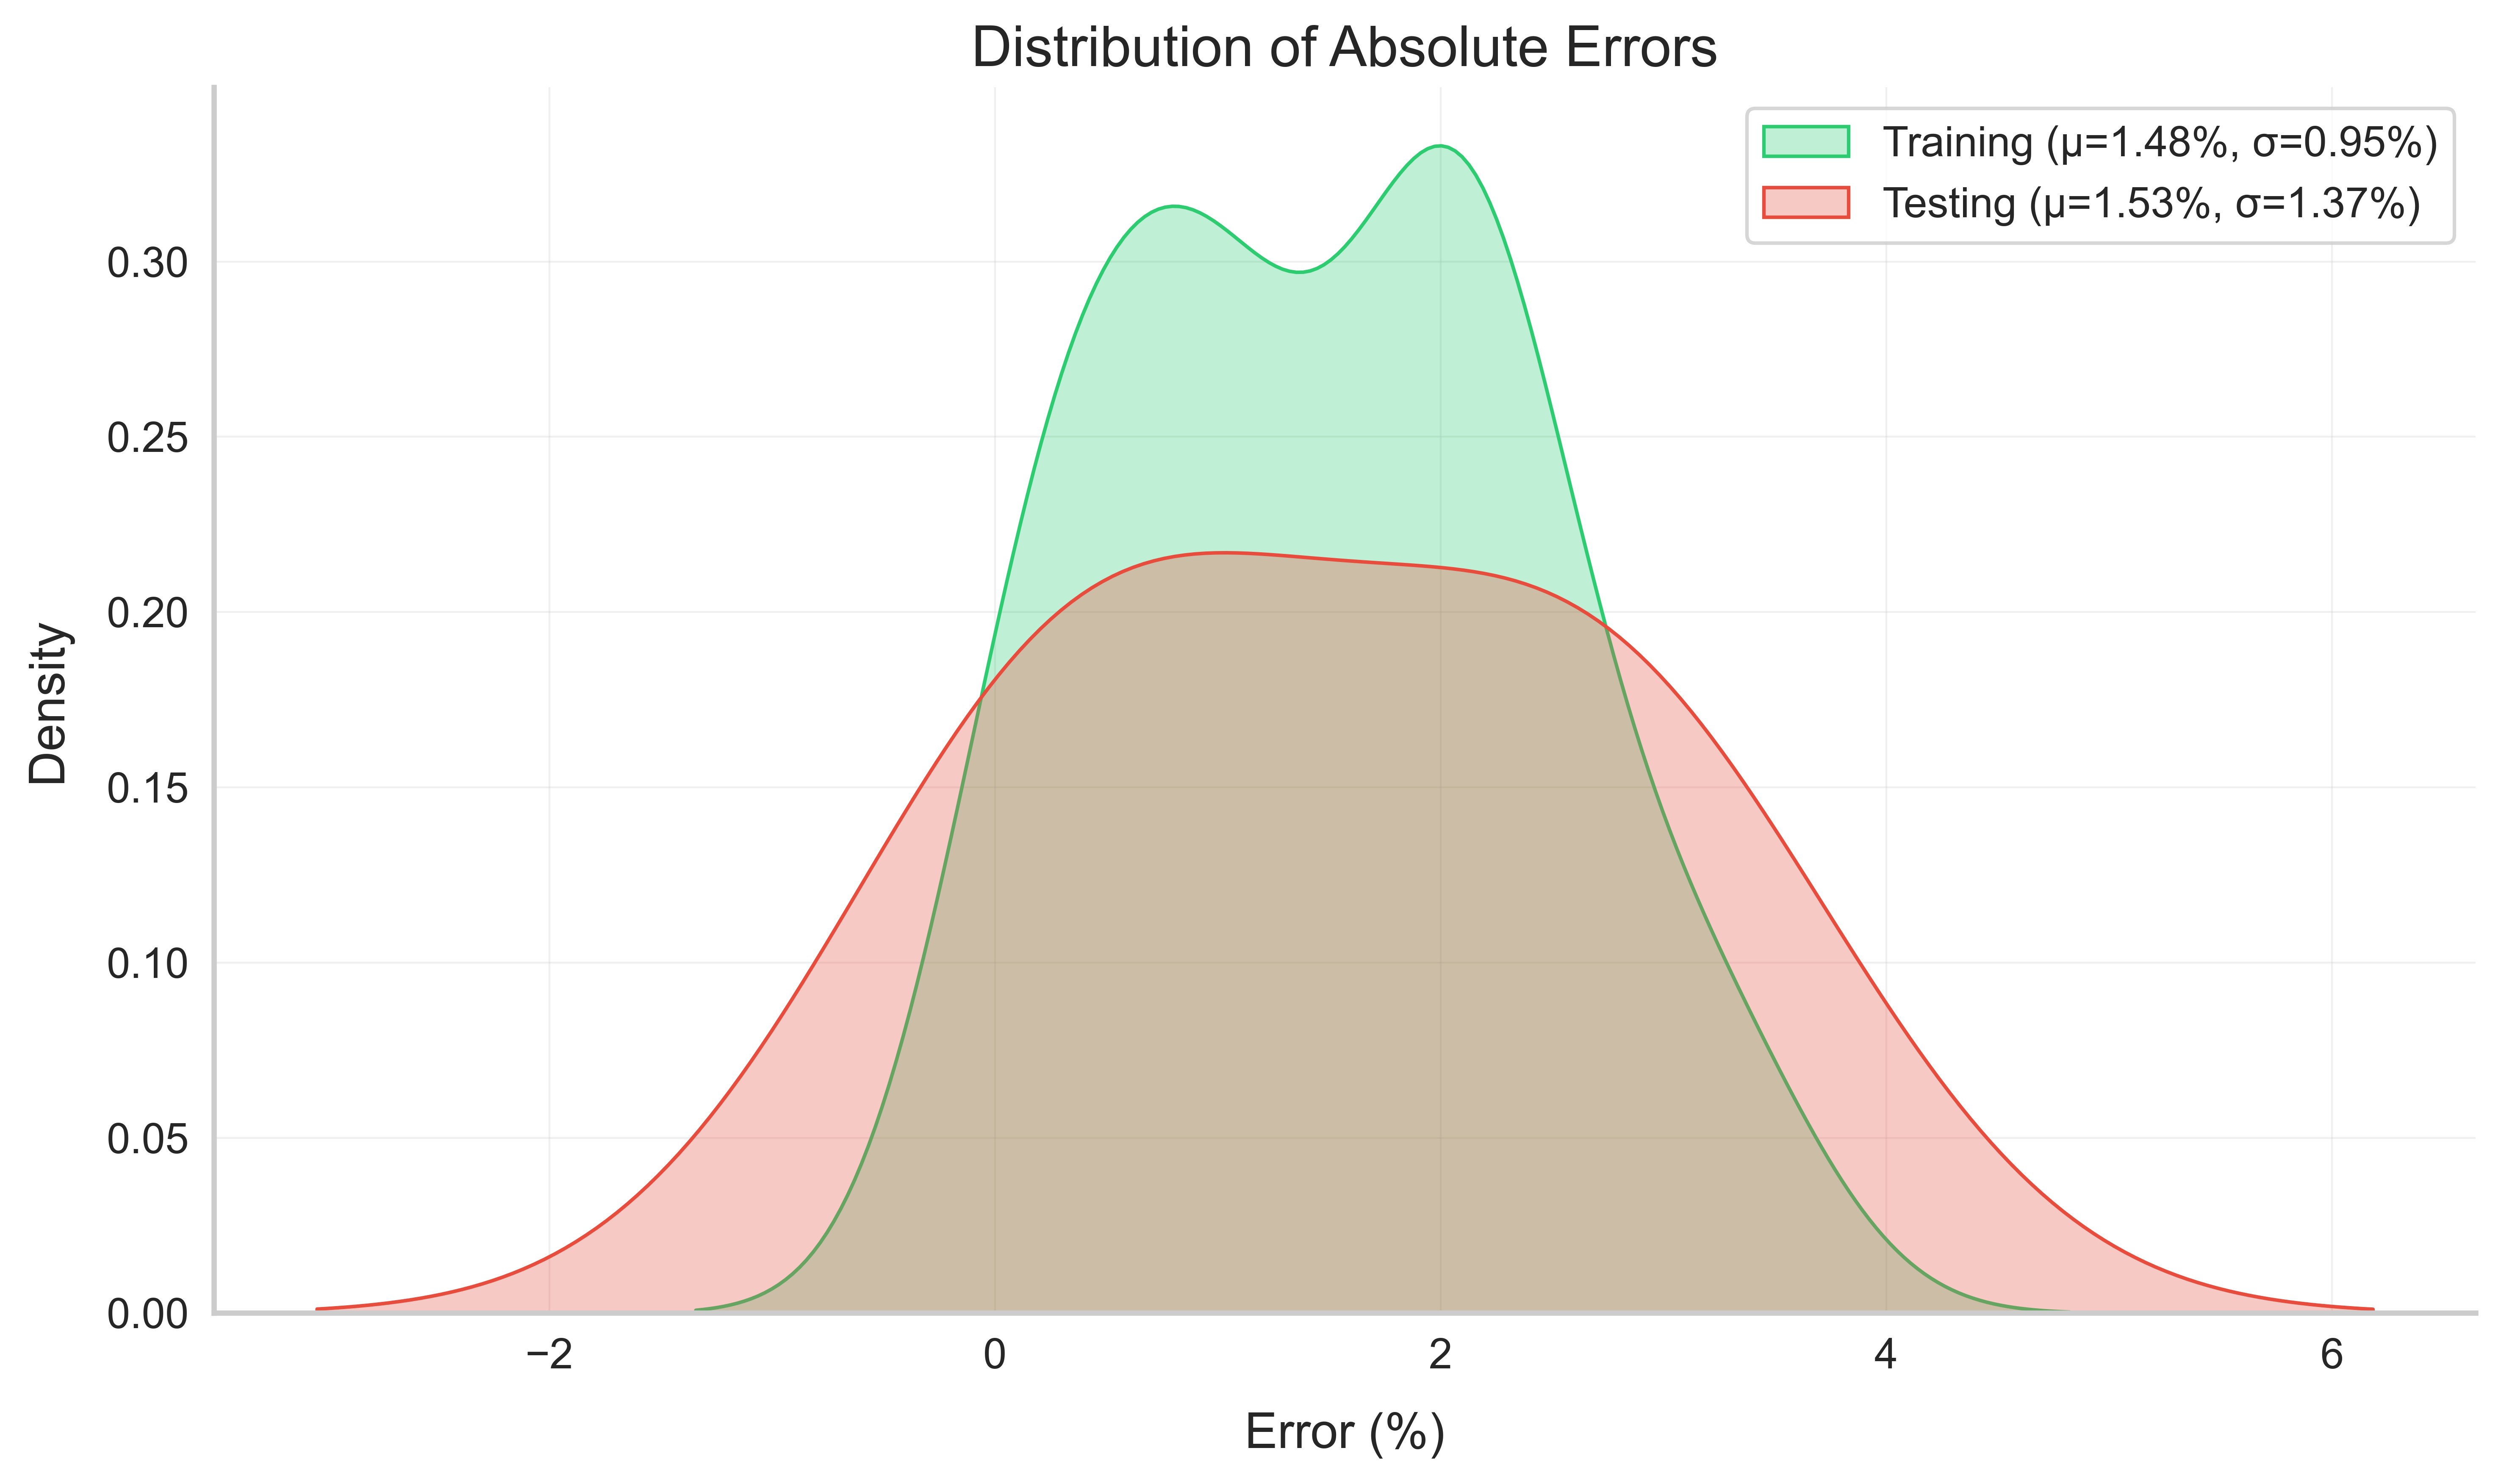 Distribution of Absolute Errors
Training (μ=1.48%, σ=0.95%)
Testing (μ=1.53%, σ=1.37%)
0.30
0.25
0.20
0.15
0.10
0.05
0.00
Density
−2
0
2
4
6
Error (%)